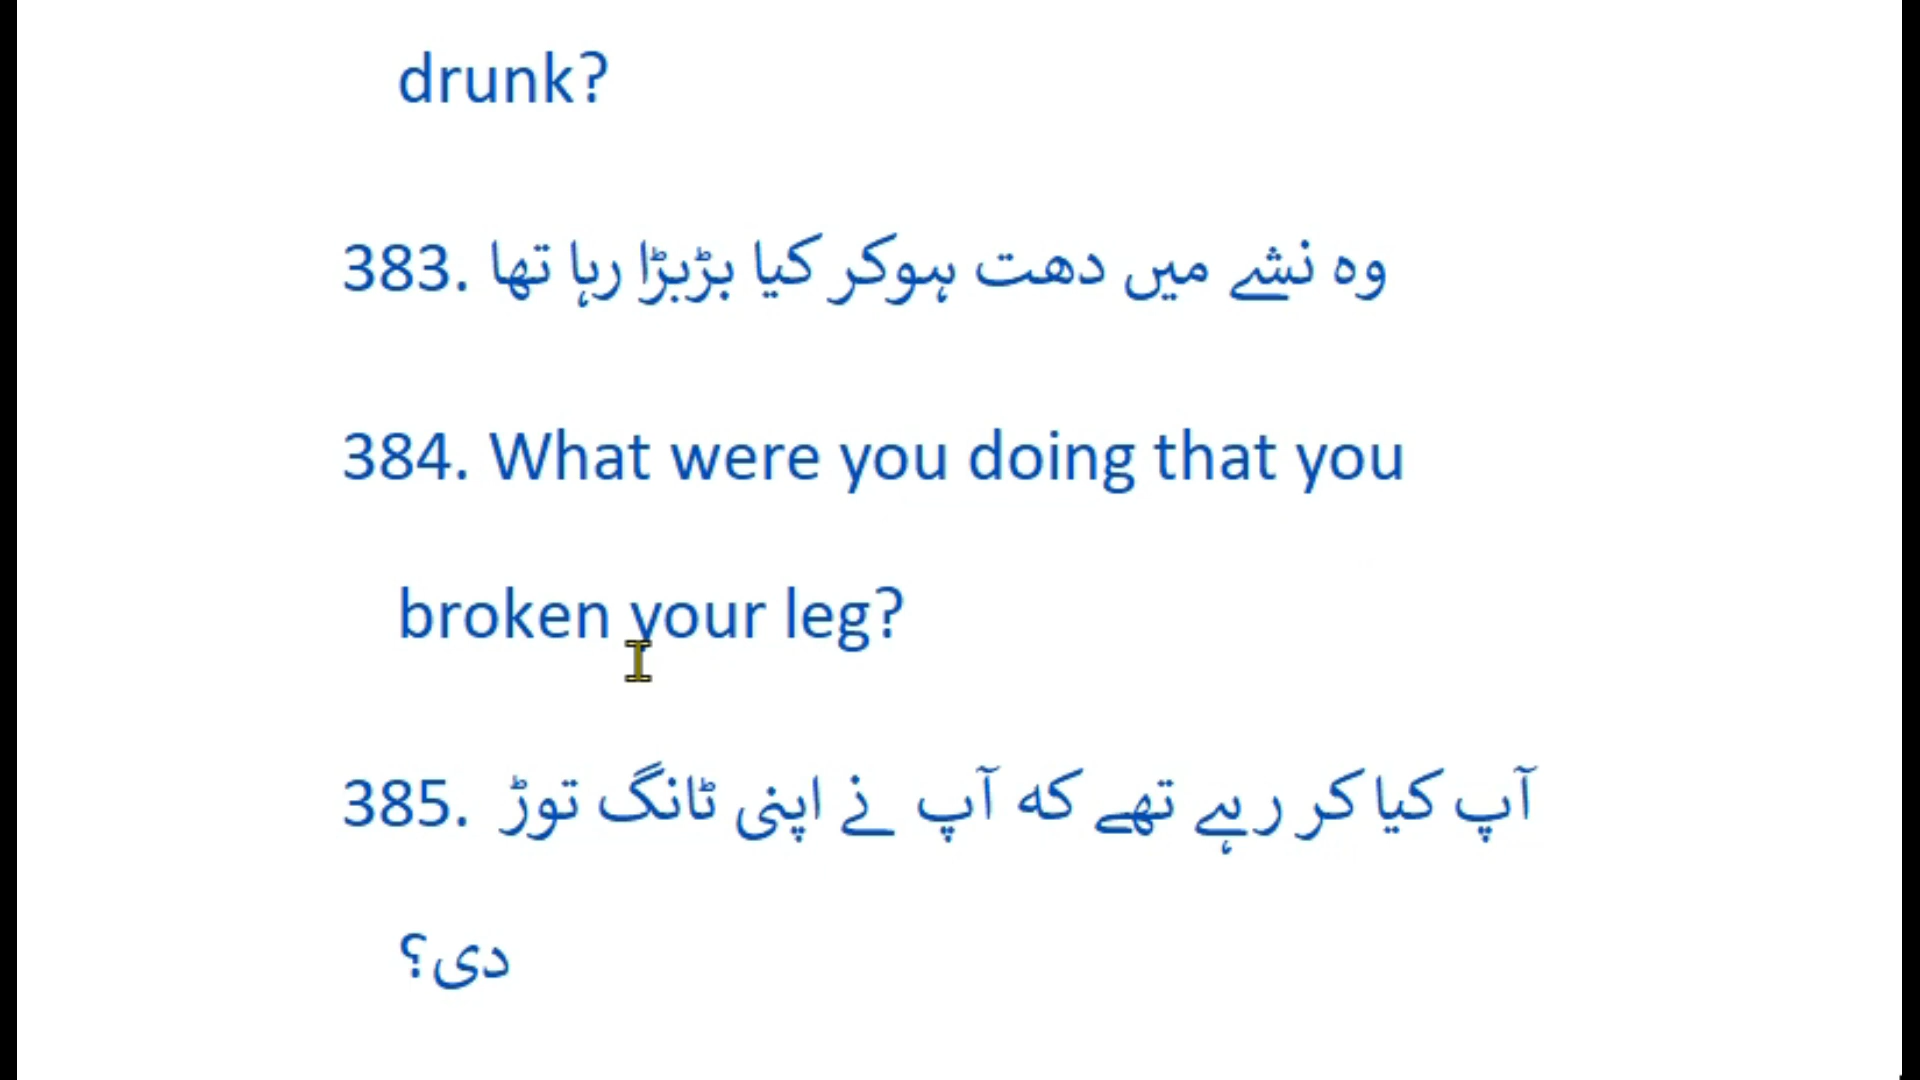 drunk?
383. وہ نشے میں دھت ہوکر کیا بڑبڑا رہا تھا
384. What were you doing that you
broken your leg?
385. آپ کیا کر رہے تھے کہ آپ نے اپنی ٹانگ توڑ
دی؟